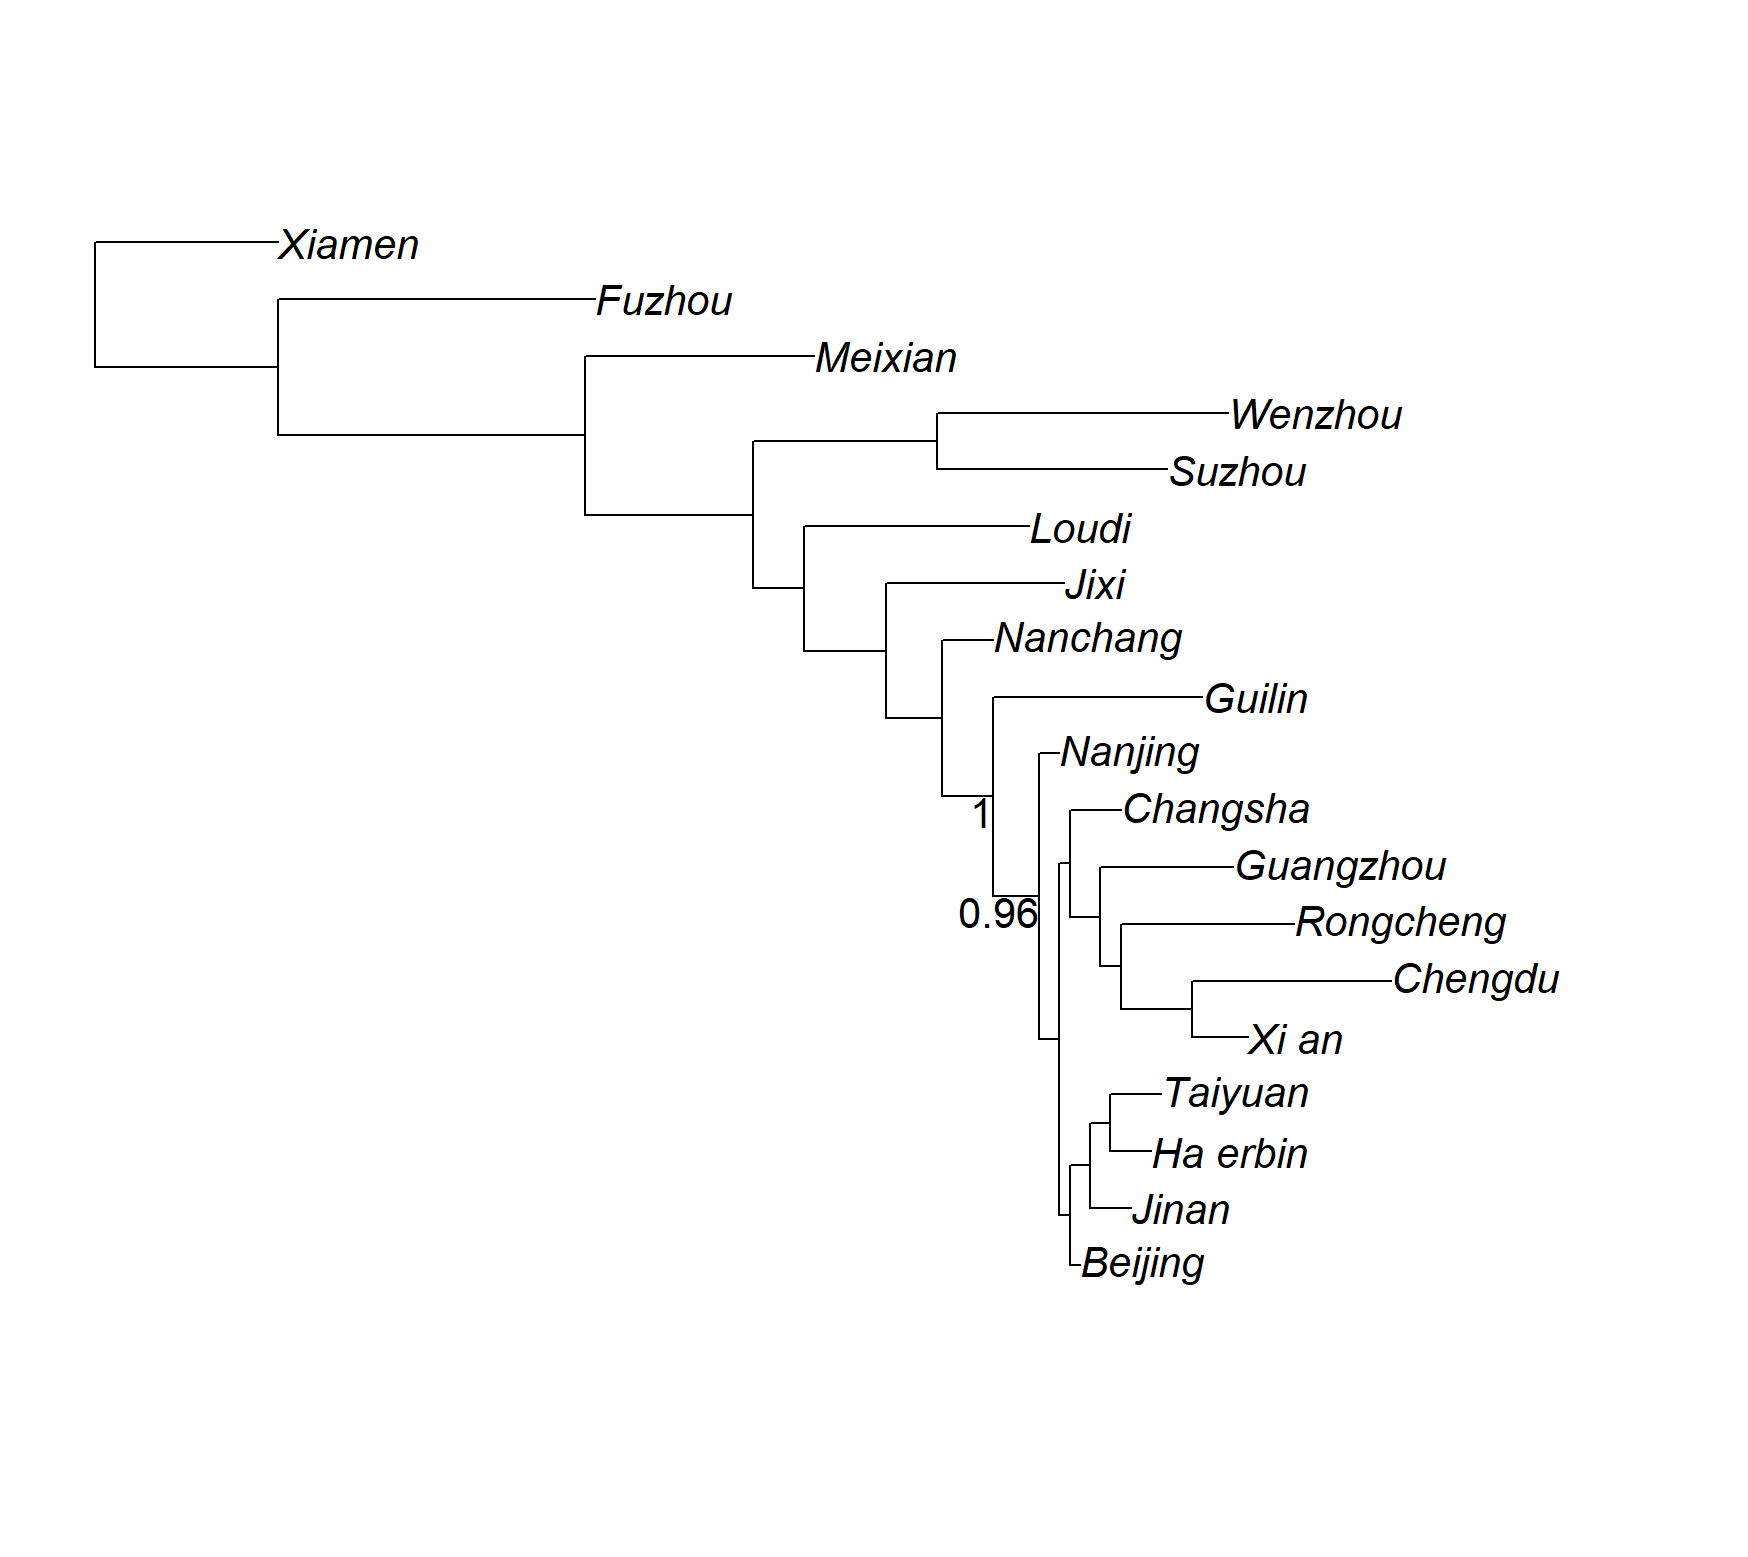 Xiamen
Fuzhou
Meixian
Wenzhou
Suzhou
Loudi
Jixi
Nanchang
Guilin
Nanjing
Changsha
1
Guangzhou
0.96
Rongcheng
Chengdu
Xi an
Taiyuan
Ha erbin
Jinan
Beijing